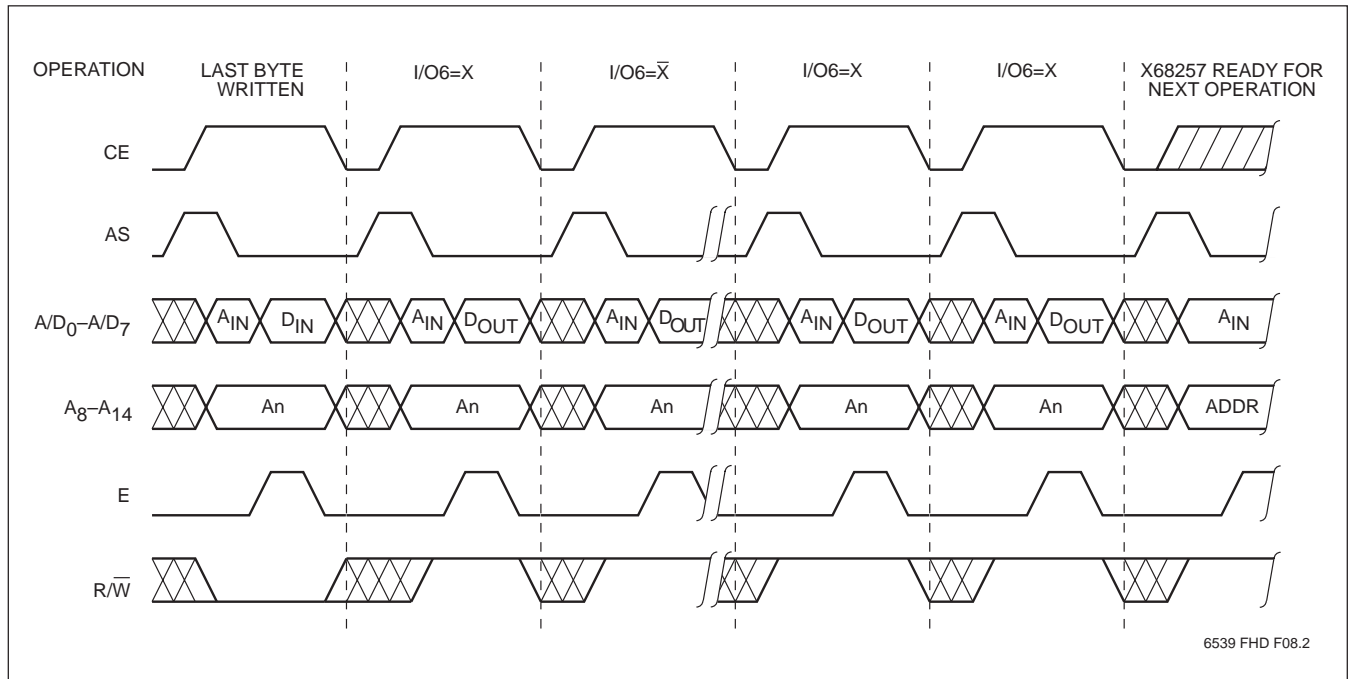 OPERATION
LAST BYTE
WRITTEN
I/O6=X
I/O6=X̅
I/O6=X
I/O6=X
X68257 READY FOR
NEXT OPERATION
CE
AS
A/D0–A/D7
AIN
DIN
AIN
DOUT
AIN
DOUT
AIN
DOUT
AIN
DOUT
AIN
A8–A14
An
An
An
An
An
ADDR
E
R/W̅
6539 FHD F08.2